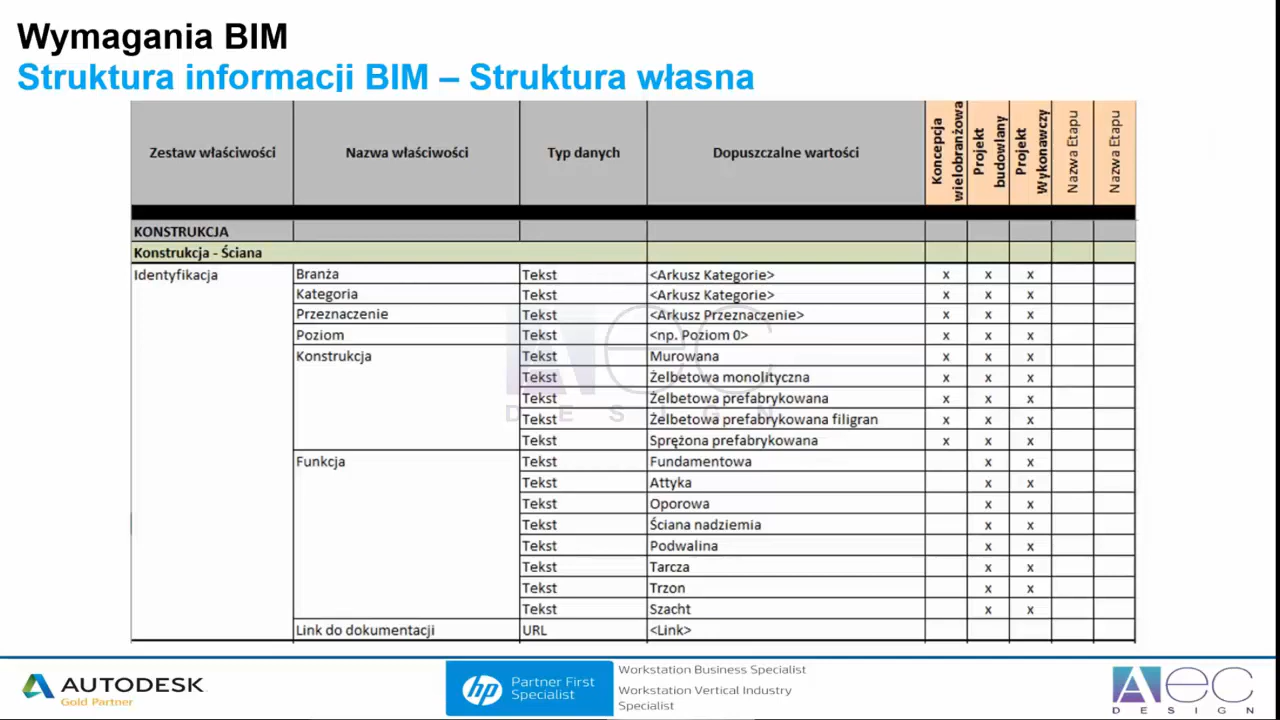 Wymagania BIM
Struktura informacji BIM – Struktura własna
Zestaw właściwości Nazwa właściwości Typ danych Dopuszczalne wartości Koncepcja wielobranżowa Projekt budowlany Projekt Wykonawczy Nazwa Etapu Nazwa Etapu
KONSTRUKCJA
Konstrukcja - Ściana
Identyfikacja Branża Tekst <Arkusz Kategorie> x x x
Kategoria Tekst <Arkusz Kategorie> x x x
Przeznaczenie Tekst <Arkusz Przeznaczenie> x x x
Poziom Tekst <np. Poziom 0> x x x
Konstrukcja Tekst Murowana x x x
Tekst Żelbetowa monolityczna x x x
Tekst Żelbetowa prefabrykowana x x x
Tekst Żelbetowa prefabrykowana filigran x x x
Tekst Sprężona prefabrykowana x x x
Funkcja Tekst Fundamentowa x x
Tekst Attyka x x
Tekst Oporowa x x
Tekst Ściana nadziemia x x
Tekst Podwalina x x
Tekst Tarcza x x
Tekst Trzon x x
Tekst Szacht x x
Link do dokumentacji URL <Link>
AEC
DESIGN
AUTODESK
Gold Partner
hp
Partner First
Specialist
Workstation Business Specialist
Workstation Vertical Industry
Specialist
AEC
DESIGN